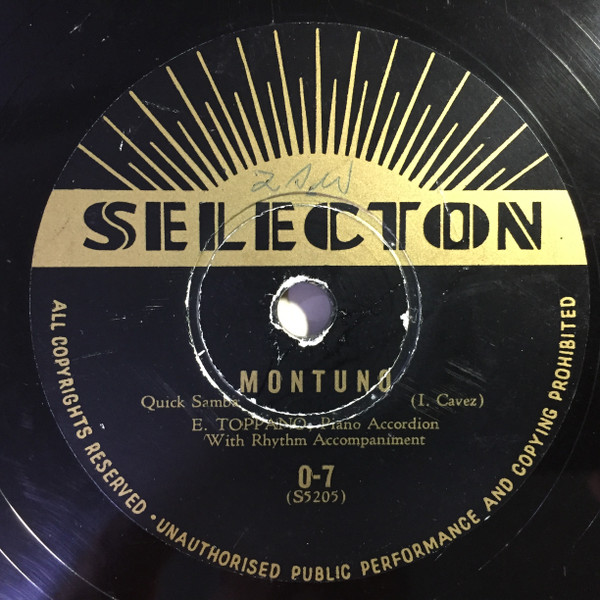 SELECTON
MONTUNO
Quick Samba (I. Cavez)
E. TOPPANO, Piano Accordion
With Rhythm Accompaniment
O-7
(S5205)
ALL COPYRIGHTS RESERVED • UNAUTHORISED PUBLIC PERFORMANCE AND COPYING PROHIBITED